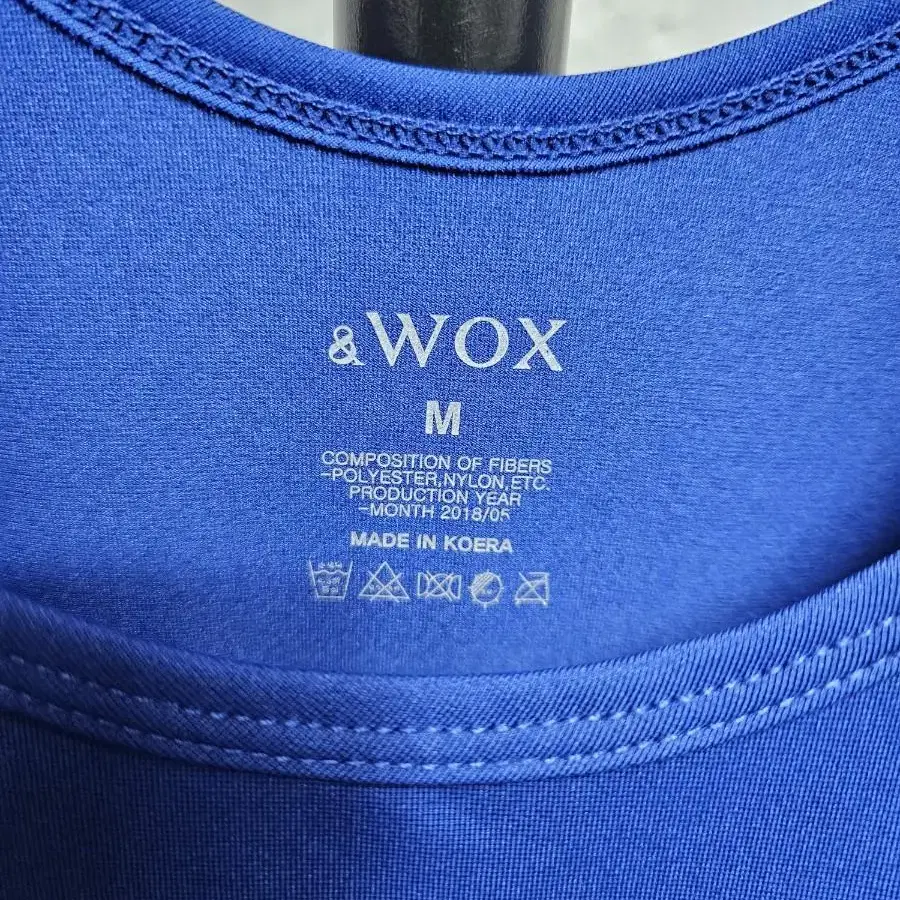 &WOX
M
COMPOSITION OF FIBERS
-POLYESTER,NYLON,ETC.
PRODUCTION YEAR
-MONTH 2018/05
MADE IN KOERA